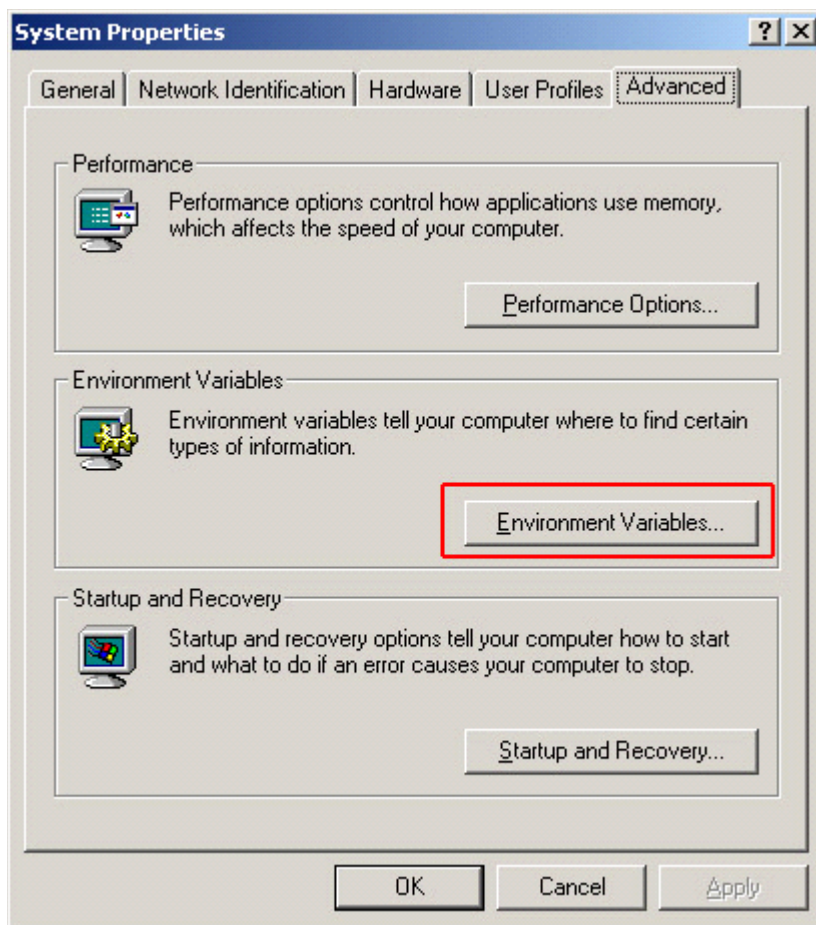 System Properties
General
Network Identification
Hardware
User Profiles
Advanced
Performance
Performance options control how applications use memory,
which affects the speed of your computer.
Performance Options...
Environment Variables
Environment variables tell your computer where to find certain
types of information.
Environment Variables...
Startup and Recovery
Startup and recovery options tell your computer how to start
and what to do if an error causes your computer to stop.
Startup and Recovery...
OK
Cancel
Apply